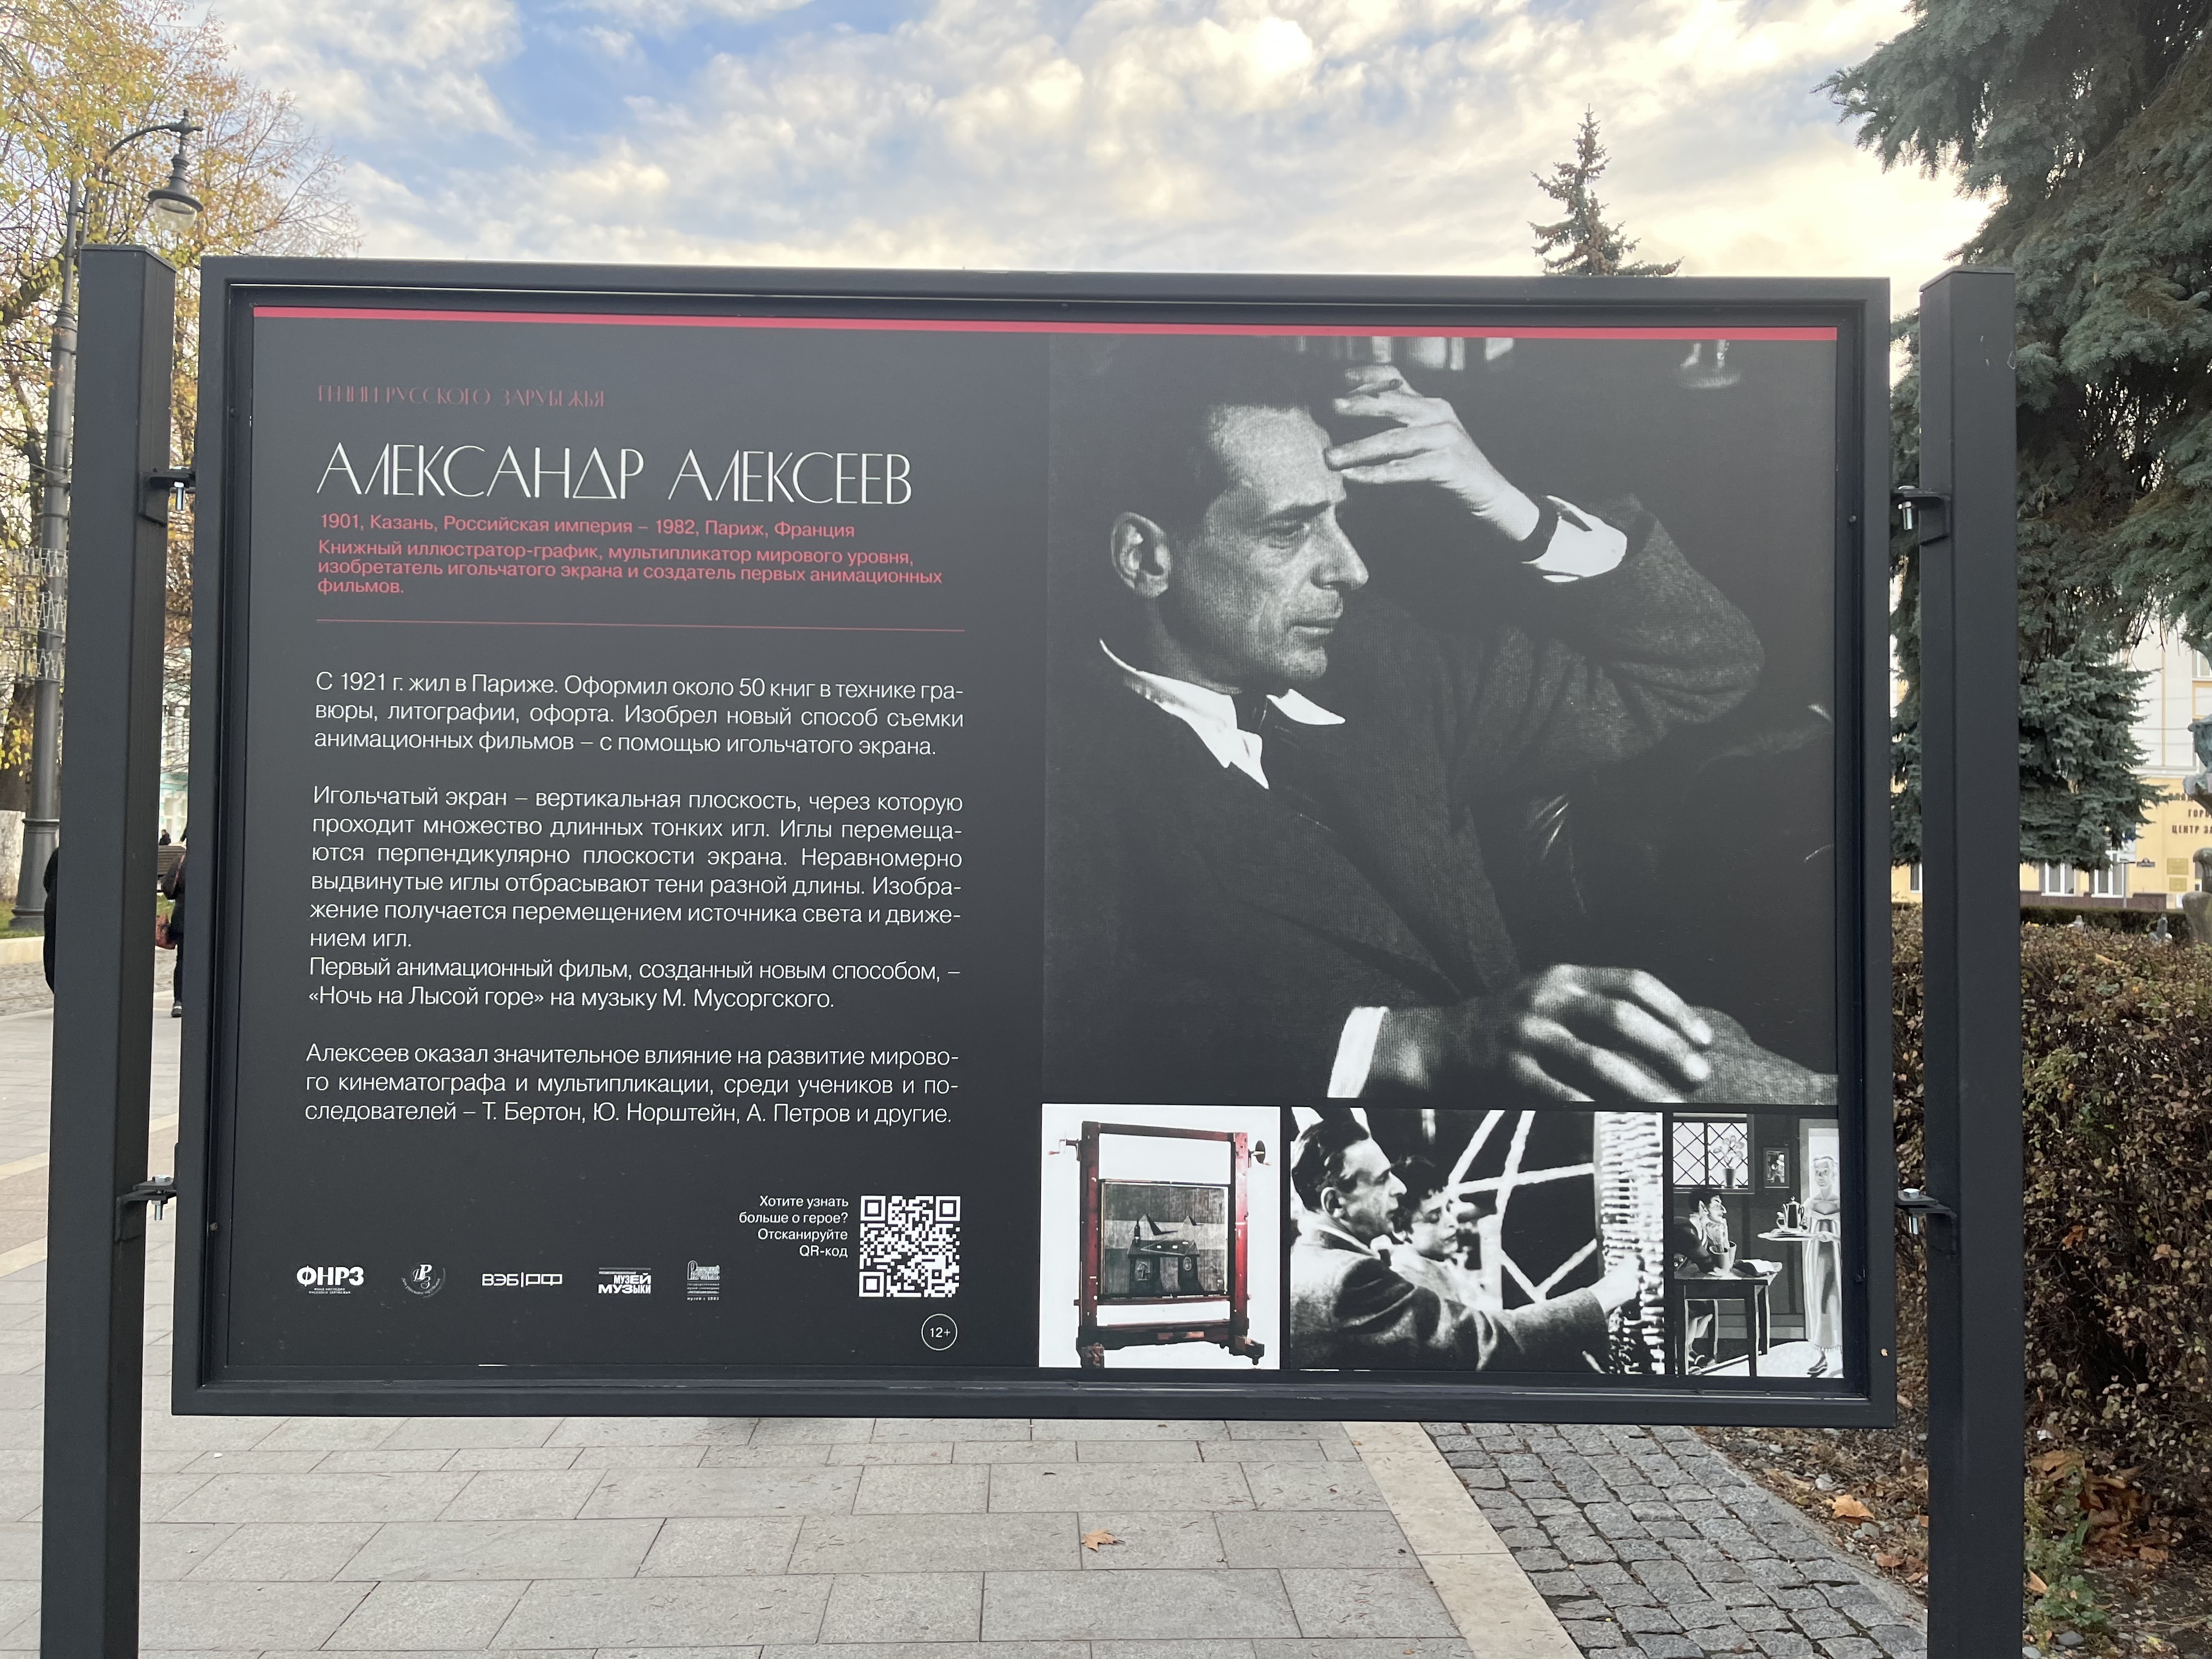 ГЕНИИ РУССКОГО ЗАРУБЕЖЬЯ
АЛЕКСАНДР АЛЕКСЕЕВ
1901, Казань, Российская империя – 1982, Париж, Франция
Книжный иллюстратор-график, мультипликатор мирового уровня,
изобретатель игольчатого экрана и создатель первых анимационных
фильмов.
С 1921 г. жил в Париже. Оформил около 50 книг в технике гра-
вюры, литографии, офорта. Изобрел новый способ съемки
анимационных фильмов – с помощью игольчатого экрана.
Игольчатый экран – вертикальная плоскость, через которую
проходит множество длинных тонких игл. Иглы перемеща-
ются перпендикулярно плоскости экрана. Неравномерно
выдвинутые иглы отбрасывают тени разной длины. Изобра-
жение получается перемещением источника света и движе-
нием игл.
Первый анимационный фильм, созданный новым способом, –
«Ночь на Лысой горе» на музыку М. Мусоргского.
Алексеев оказал значительное влияние на развитие мирово-
го кинематографа и мультипликации, среди учеников и по-
следователей – Т. Бертон, Ю. Норштейн, А. Петров и другие.
Хотите узнать
больше о герое?
Отсканируйте
QR-код
ФНРЗ
ВЭБ|РФ
МУЗЕЙ
МУЗЫКИ
12+
ЦЕНТР